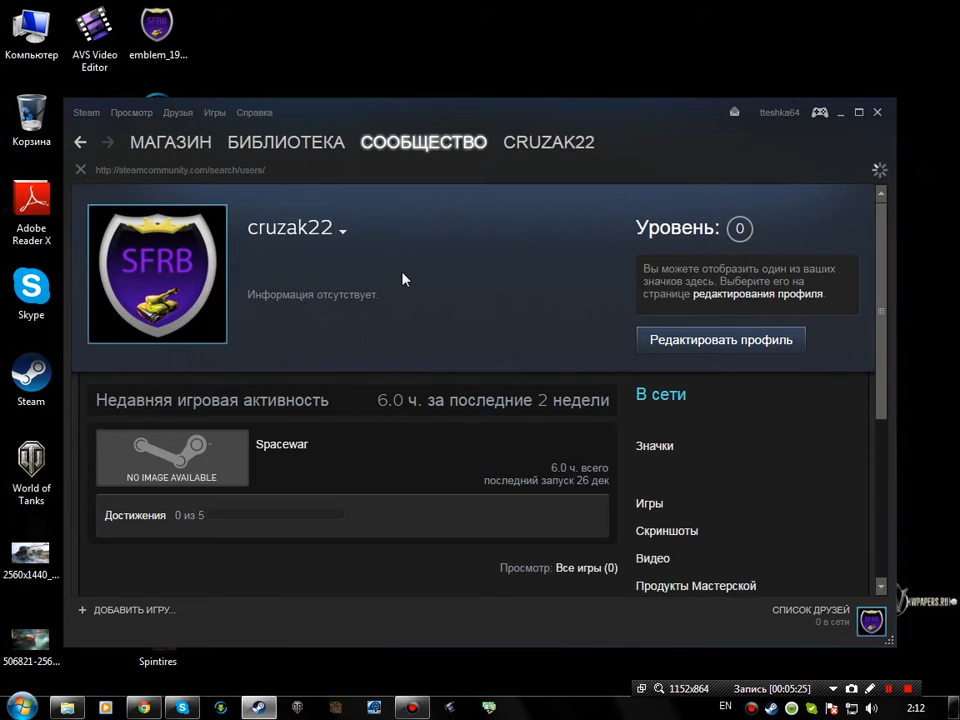 Компьютер
AVS Video
Editor
emblem_19...
Корзина
Adobe
Reader X
Skype
Steam
World of
Tanks
2560x1440_...
506821-256...
Spintires
Steam Просмотр Друзья Игры Справка
tteshka64
МАГАЗИН БИБЛИОТЕКА СООБЩЕСТВО CRUZAK22
http://steamcommunity.com/search/users/
SFRB
cruzak22
Информация отсутствует.
Уровень: 0
Вы можете отобразить один из ваших
значков здесь. Выберите его на
странице редактирования профиля.
Редактировать профиль
Недавняя игровая активность 6.0 ч. за последние 2 недели
NO IMAGE AVAILABLE
Spacewar
6.0 ч. всего
последний запуск 26 дек
Достижения 0 из 5
Просмотр: Все игры (0)
В сети
Значки
Игры
Скриншоты
Видео
Продукты Мастерской
+ ДОБАВИТЬ ИГРУ...
СПИСОК ДРУЗЕЙ
0 в сети
1152x864 Запись [00:05:25]
EN
2:12